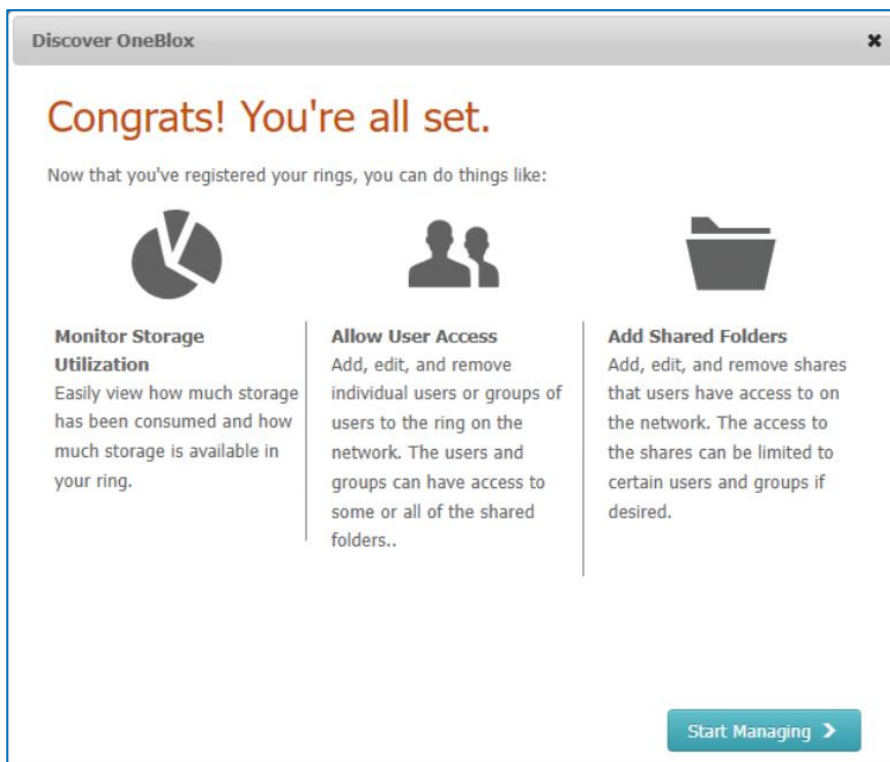 Discover OneBlox
Congrats! You're all set.
Now that you've registered your rings, you can do things like:
Monitor Storage
Utilization
Easily view how much storage
has been consumed and how
much storage is available in
your ring.
Allow User Access
Add, edit, and remove
individual users or groups of
users to the ring on the
network. The users and
groups can have access to
some or all of the shared
folders..
Add Shared Folders
Add, edit, and remove shares
that users have access to on
the network. The access to
the shares can be limited to
certain users and groups if
desired.
Start Managing